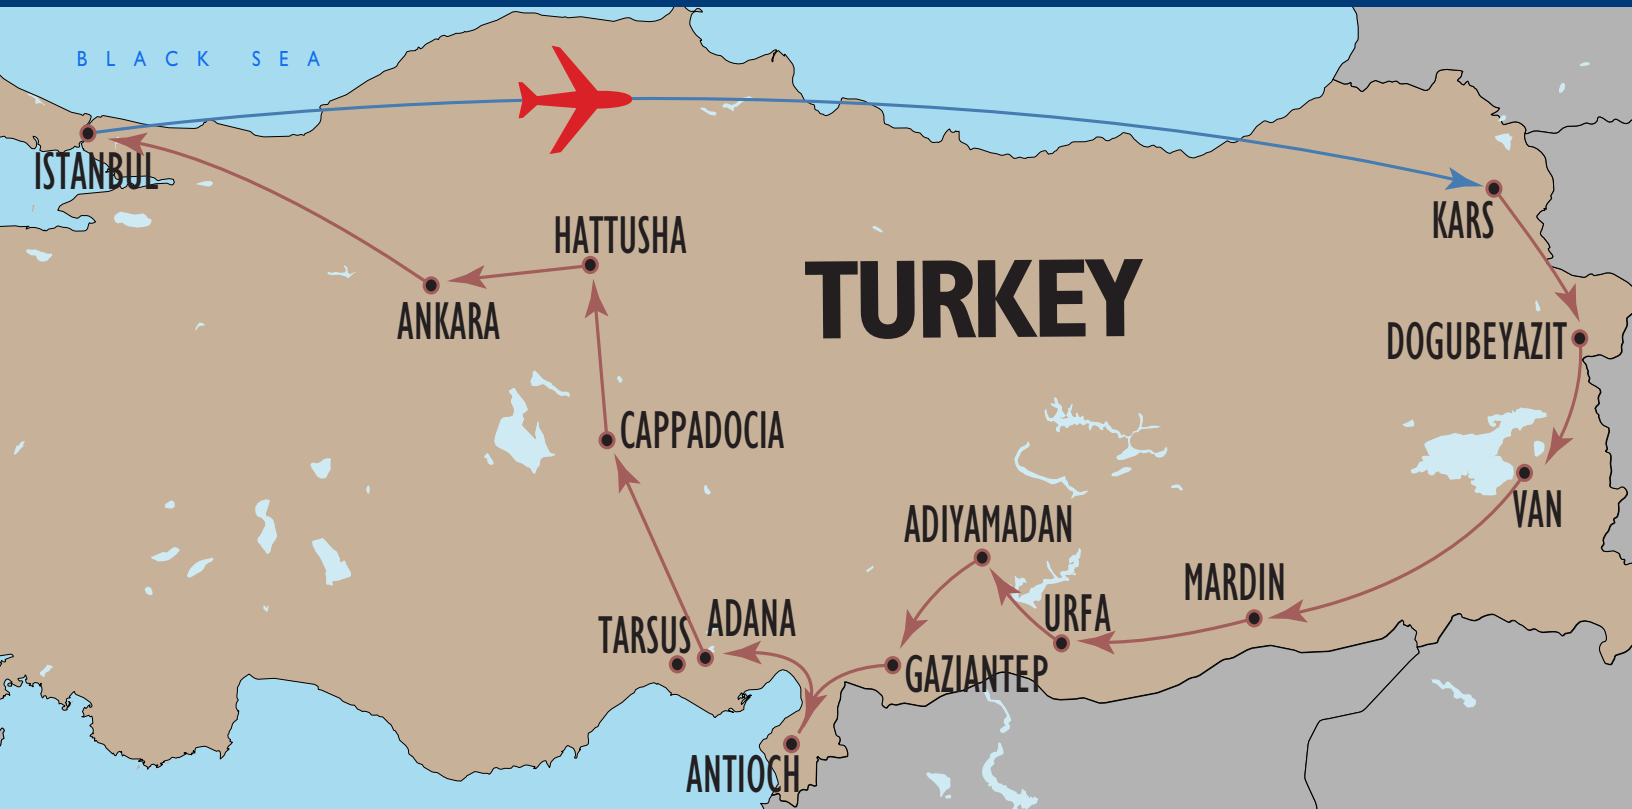 BLACK SEA
ISTANBUL
KARS
HATTUSHA
TURKEY
ANKARA
DOGUBEYAZIT
CAPPADOCIA
VAN
ADIYAMADAN
MARDIN
URFA
ADANA
TARSUS
GAZIANTEP
ANTIOCH